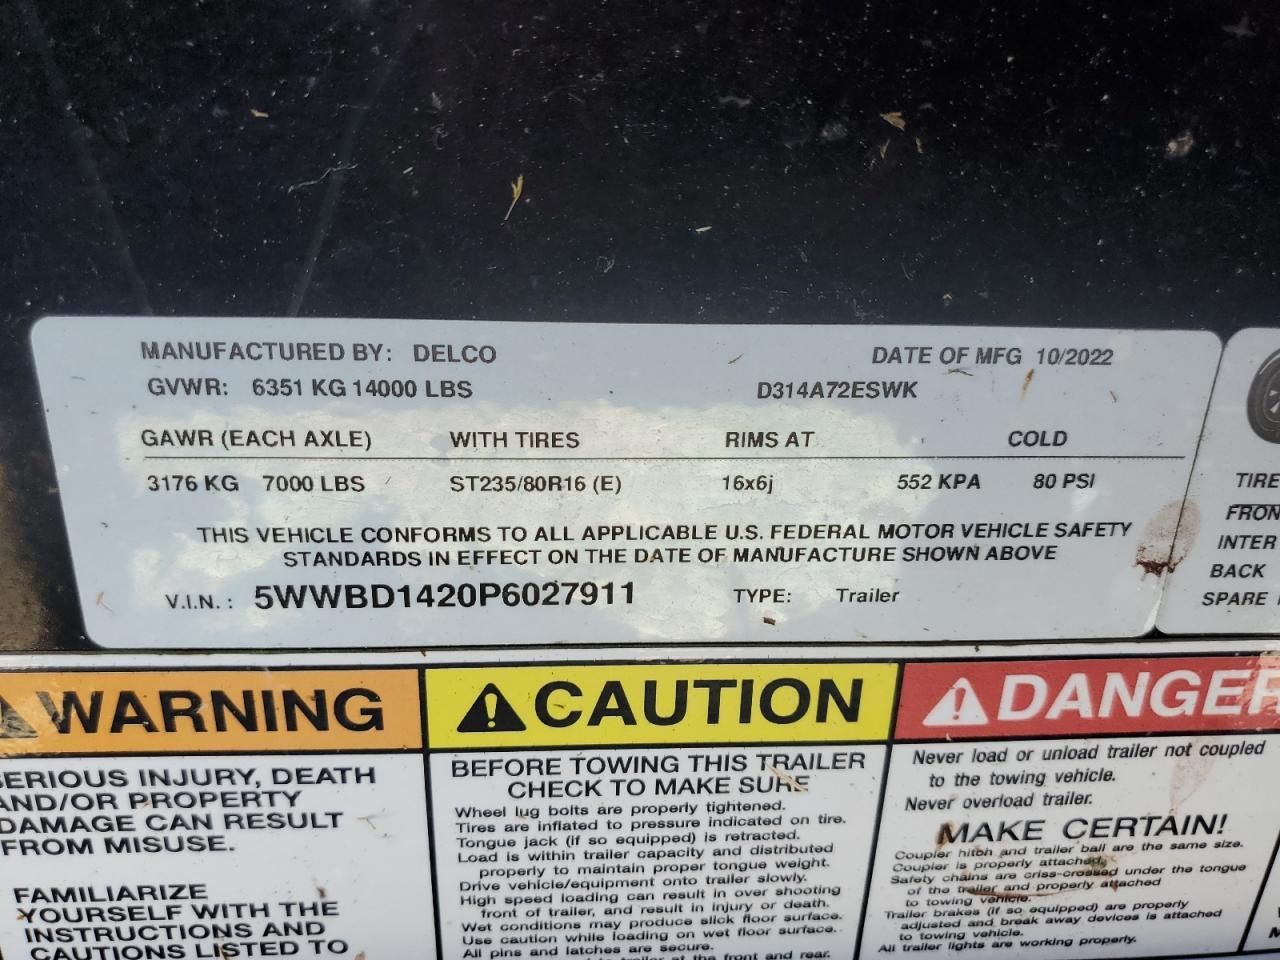 MANUFACTURED BY: DELCO DATE OF MFG 10/2022
GVWR: 6351 KG 14000 LBS D314A72ESWK
GAWR (EACH AXLE) WITH TIRES RIMS AT COLD
3176 KG 7000 LBS ST235/80R16 (E) 16x6j 552 KPA 80 PSI
THIS VEHICLE CONFORMS TO ALL APPLICABLE U.S. FEDERAL MOTOR VEHICLE SAFETY
STANDARDS IN EFFECT ON THE DATE OF MANUFACTURE SHOWN ABOVE
V.I.N. : 5WWBD1420P6027911 TYPE: Trailer
TIRE
FRON
INTER
BACK
SPARE
WARNING
SERIOUS INJURY, DEATH
AND/OR PROPERTY
DAMAGE CAN RESULT
FROM MISUSE.
FAMILIARIZE
YOURSELF WITH THE
INSTRUCTIONS AND
CAUTIONS LISTED TO
CAUTION
BEFORE TOWING THIS TRAILER
CHECK TO MAKE SURE
Wheel lug bolts are properly tightened.
Tires are inflated to pressure indicated on tire.
Tongue jack (if so equipped) is retracted.
Load is within trailer capacity and distributed
properly to maintain proper tongue weight.
Drive vehicle/equipment onto trailer slowly.
High speed loading can result in over shooting
front of trailer, and result in injury or death.
Wet conditions may produce slick floor surface.
Use caution while loading on wet floor surface.
All pins and latches are secure.
trailer at the front and rear.
DANGER
Never load or unload trailer not coupled
to the towing vehicle.
Never overload trailer.
MAKE CERTAIN!
Coupler hitch and trailer ball are the same size.
Coupler is properly attached.
Safety chains are criss-crossed under the tongue
of the trailer and properly attached
to towing vehicle.
Trailer brakes (if so equipped) are properly
adjusted and break away devices is attached
to towing vehicle.
All trailer lights are working properly.